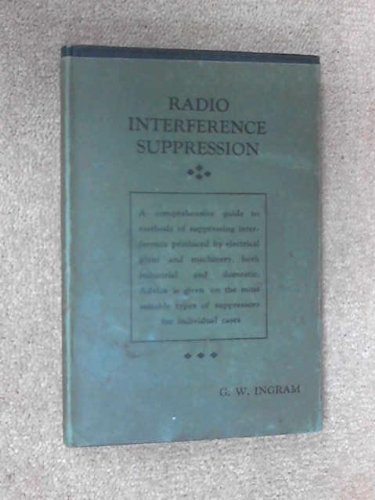 RADIO
INTERFERENCE
SUPPRESSION
A comprehensive guide to
methods of suppressing inter-
ference produced by electrical
plant and machinery, both
industrial and domestic.
Advice is given on the most
suitable types of suppressors
for individual cases
G. W. INGRAM